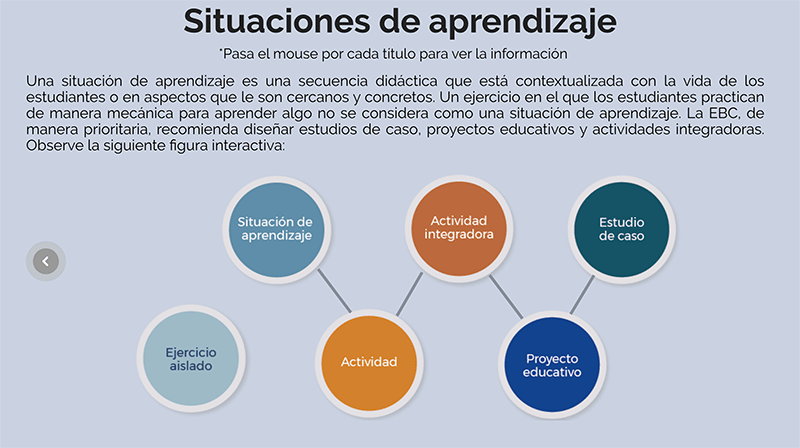 Situaciones de aprendizaje
*Pasa el mouse por cada título para ver la información
Una situación de aprendizaje es una secuencia didáctica que está contextualizada con la vida de los
estudiantes o en aspectos que le son cercanos y concretos. Un ejercicio en el que los estudiantes practican
de manera mecánica para aprender algo no se considera como una situación de aprendizaje. La EBC, de
manera prioritaria, recomienda diseñar estudios de caso, proyectos educativos y actividades integradoras.
Observe la siguiente figura interactiva:
Situación de
aprendizaje
Actividad
integradora
Estudio
de caso
Ejercicio
aislado
Actividad
Proyecto
educativo